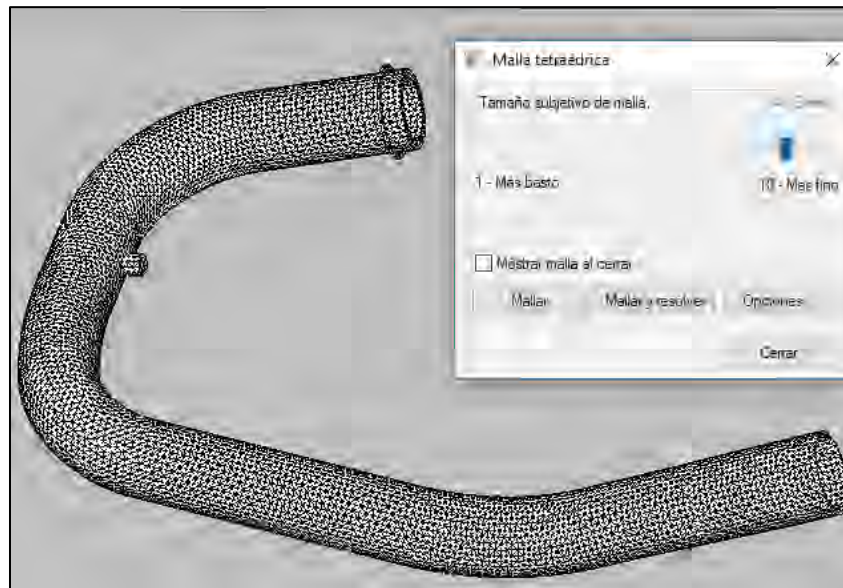 Malla tetraédrica
Tamaño subjetivo de malla.
1 - Más basto
10 - Más fino
Mostrar malla al cerrar
Mallar
Mallar y resolver
Opciones
Cerrar